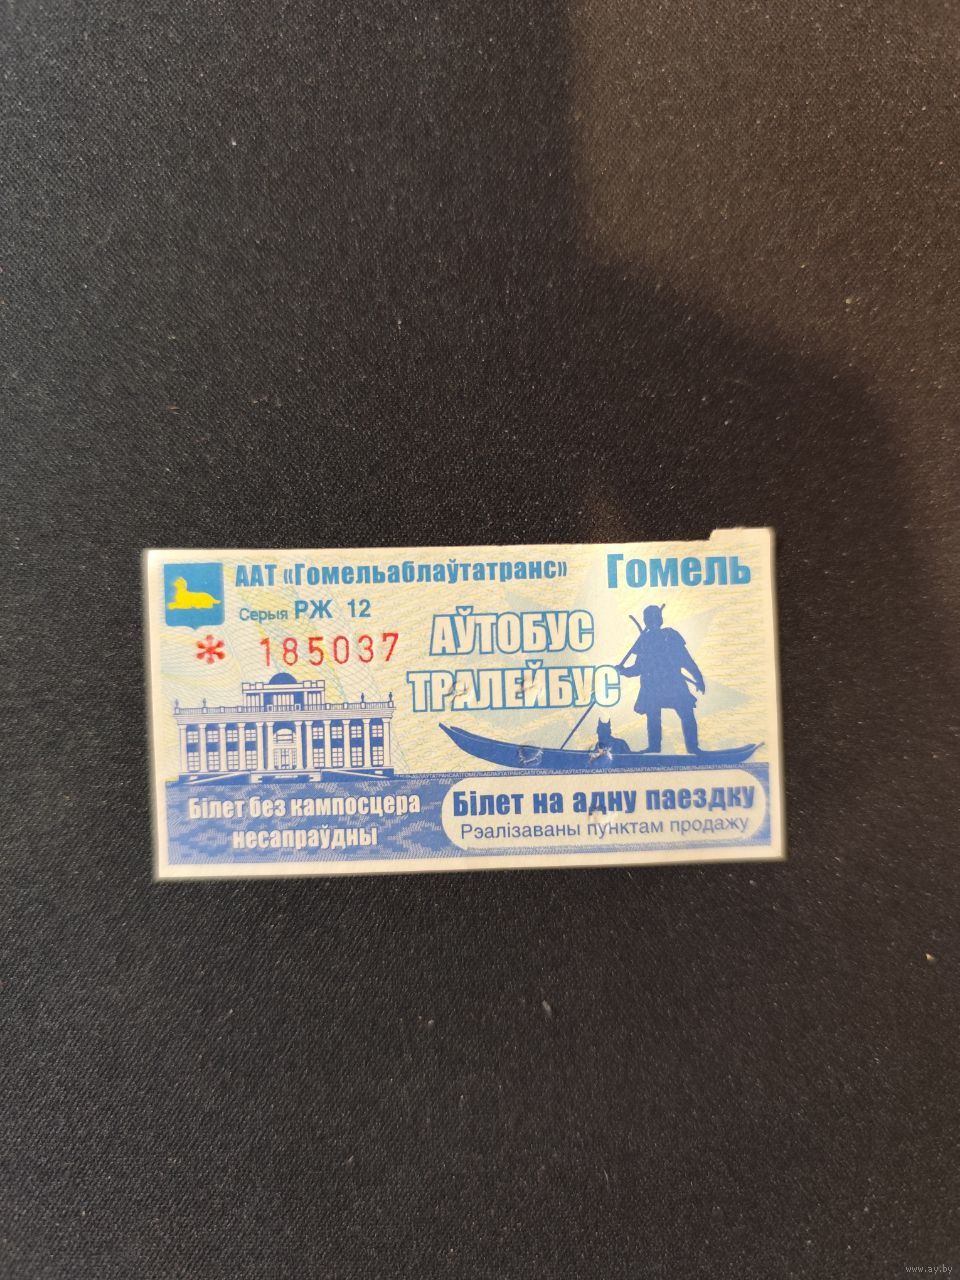 ААТ «Гомельаблаўтатранс»
Гомель
Серыя РЖ 12
* 185037
АЎТОБУС
ТРАЛЕЙБУС
Білет без кампосцера
несапраўдны
Білет на адну паездку
Рэалізаваны пунктам продажу
www.ay.by